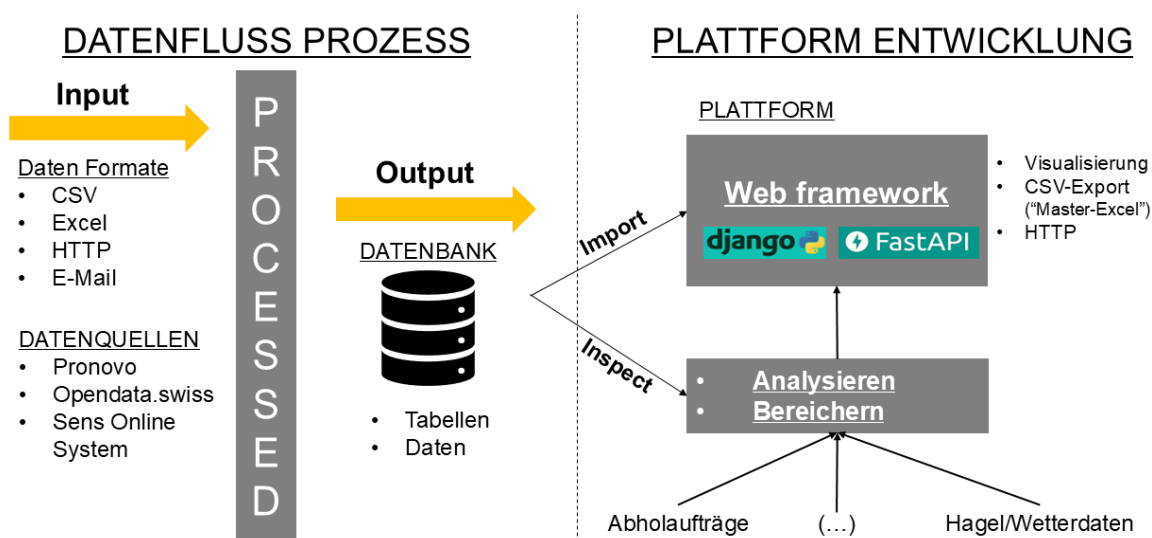 DATENFLUSS PROZESS
Input
Daten Formate
• CSV
• Excel
• HTTP
• E-Mail
DATENQUELLEN
• Pronovo
• Opendata.swiss
• Sens Online
System
PROCESSED
Output
DATENBANK
• Tabellen
• Daten
PLATTFORM ENTWICKLUNG
PLATTFORM
Web framework
django
FastAPI
• Visualisierung
• CSV-Export
(“Master-Excel”)
• HTTP
Import
Inspect
• Analysieren
• Bereichern
Abholaufträge
(…)
Hagel/Wetterdaten